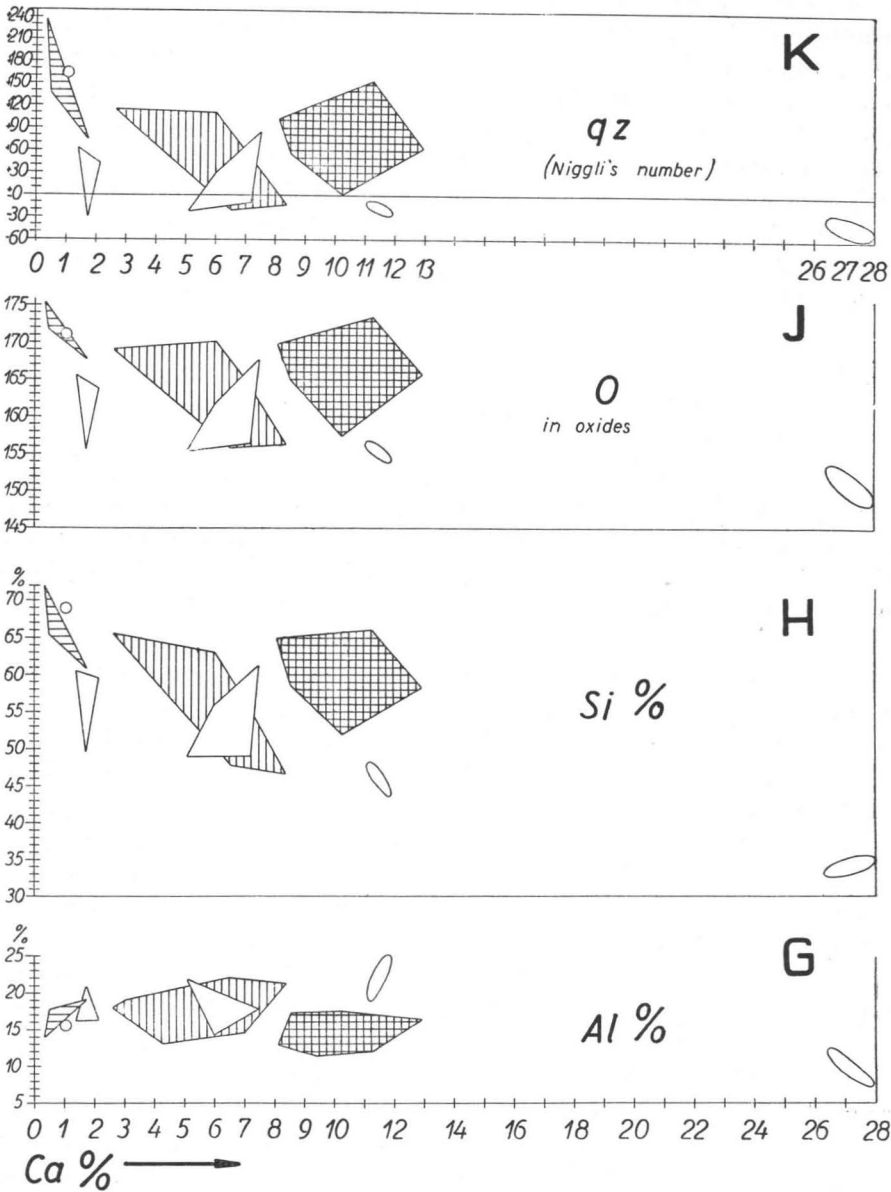 +240
K
+210
+180
+150
+120
+90
qz
+60
(Niggli's number)
+30
±0
-30
-60
0 1 2 3 4 5 6 7 8 9 10 11 12 13 26 27 28
175
J
170
165
O
160
in oxides
155
150
145
%
70
H
65
60
Si %
55
50
45
40
35
30
%
25
G
20
15
Al %
10
5
0 1 2 3 4 5 6 7 8 9 10 12 14 16 18 20 22 24 26 28
Ca %